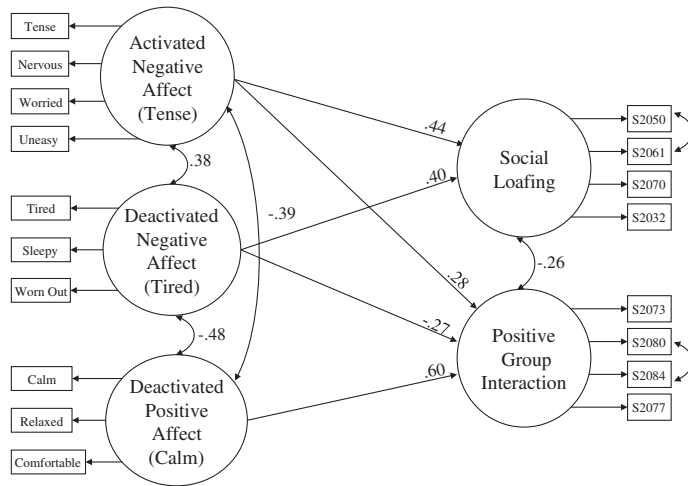 Tense
Nervous
Worried
Uneasy
Activated
Negative
Affect
(Tense)
.38
Tired
Sleepy
Worn Out
Deactivated
Negative
Affect
(Tired)
-.48
Calm
Relaxed
Comfortable
Deactivated
Positive
Affect
(Calm)
-.39
.44
.40
.28
-.27
.60
Social
Loafing
-.26
Positive
Group
Interaction
S2050
S2061
S2070
S2032
S2073
S2080
S2084
S2077